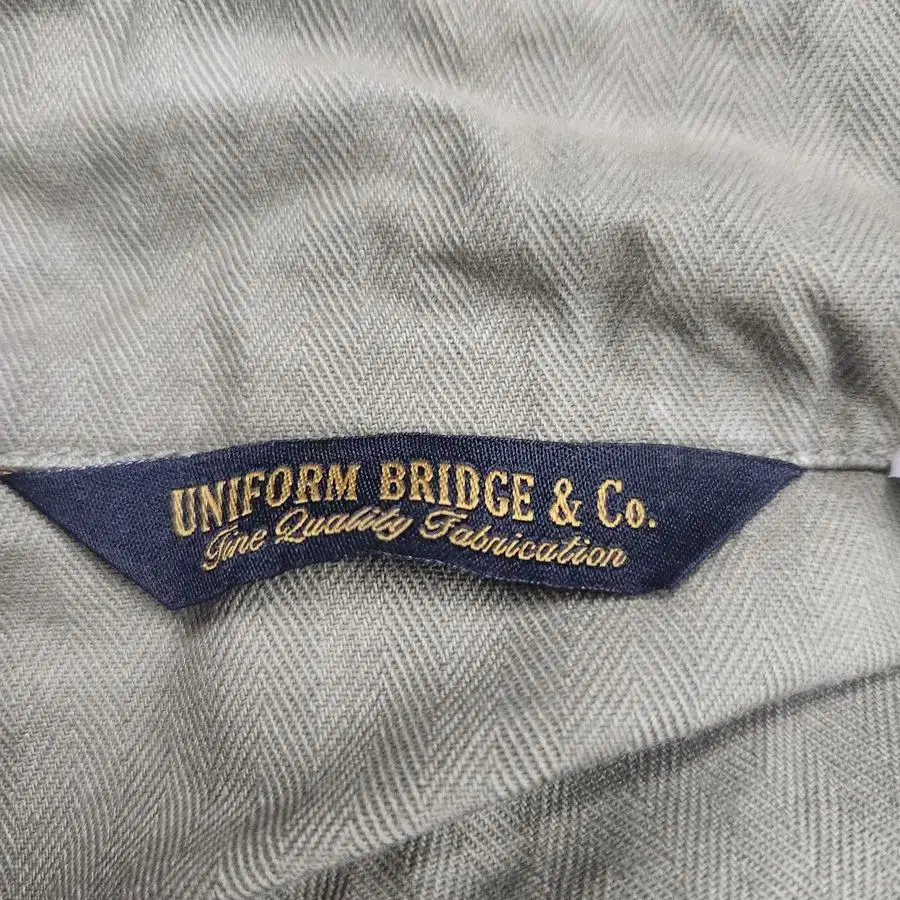 UNIFORM BRIDGE & Co.
Fine Quality Fabrication